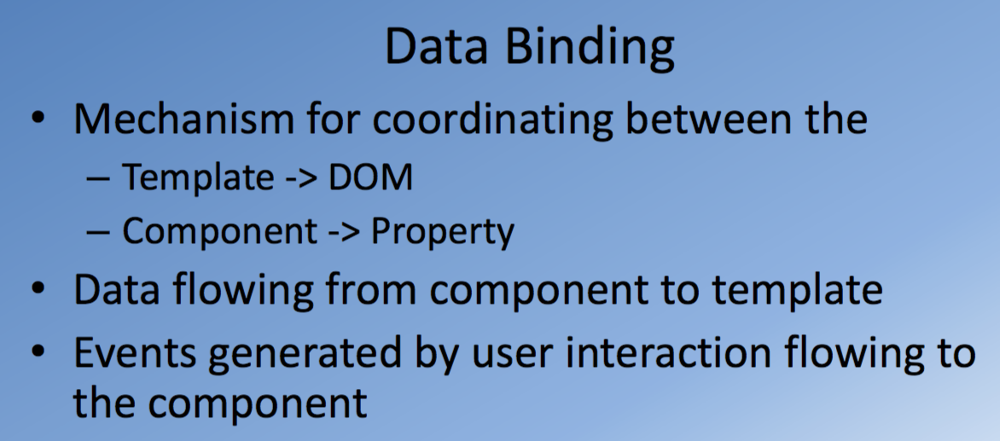 Data Binding
• Mechanism for coordinating between the
– Template -> DOM
– Component -> Property
• Data flowing from component to template
• Events generated by user interaction flowing to
the component